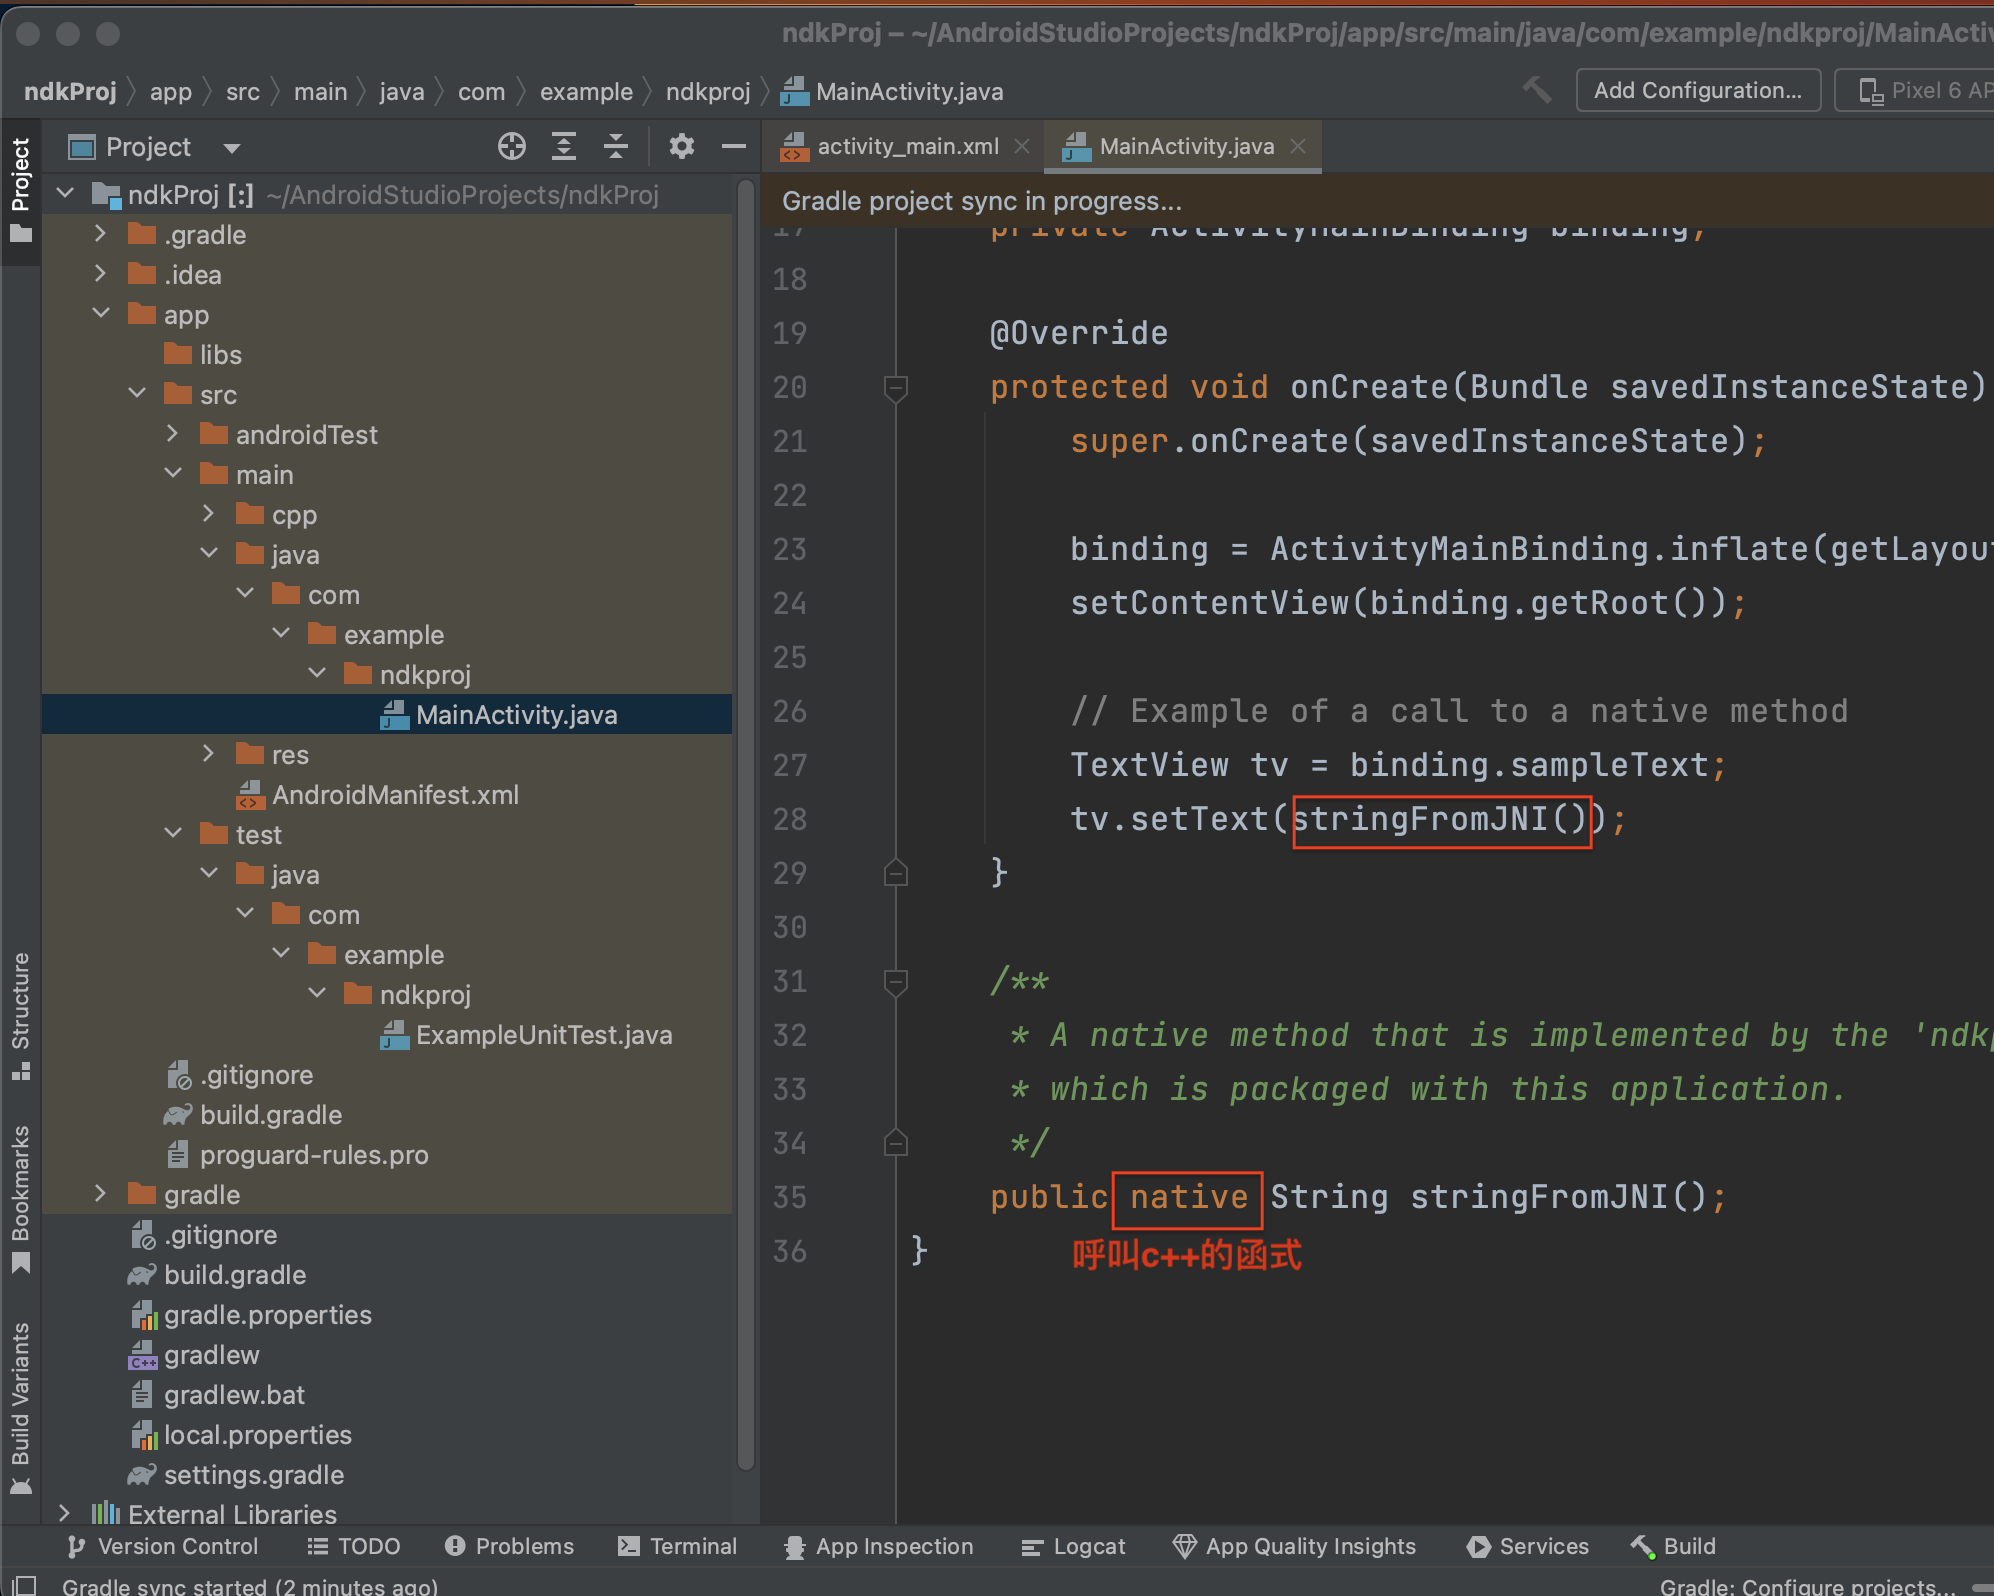 ndkProj – ~/AndroidStudioProjects/ndkProj/app/src/main/java/com/example/ndkproj/MainActiv
ndkProj app src main java com example ndkproj MainActivity.java
Add Configuration...
Pixel 6 AP
Project
Project
activity_main.xml
MainActivity.java
Gradle project sync in progress...
ndkProj [:] ~/AndroidStudioProjects/ndkProj
.gradle
.idea
app
libs
src
androidTest
main
cpp
java
com
example
ndkproj
MainActivity.java
res
AndroidManifest.xml
test
java
com
example
ndkproj
ExampleUnitTest.java
.gitignore
build.gradle
proguard-rules.pro
gradle
.gitignore
build.gradle
gradle.properties
gradlew
gradlew.bat
local.properties
settings.gradle
External Libraries
Structure
Bookmarks
Build Variants
17 private ActivityMainBinding binding;
18
19 @Override
20 protected void onCreate(Bundle savedInstanceState)
21 super.onCreate(savedInstanceState);
22
23 binding = ActivityMainBinding.inflate(getLayou
24 setContentView(binding.getRoot());
25
26 // Example of a call to a native method
27 TextView tv = binding.sampleText;
28 tv.setText(stringFromJNI());
29 }
30
31 /**
32 * A native method that is implemented by the 'ndkp
33 * which is packaged with this application.
34 */
35 public native String stringFromJNI();
36 }
呼叫c++的函式
Version Control
TODO
Problems
Terminal
App Inspection
Logcat
App Quality Insights
Services
Build
Gradle sync started (2 minutes ago)
Gradle: Configure projects...